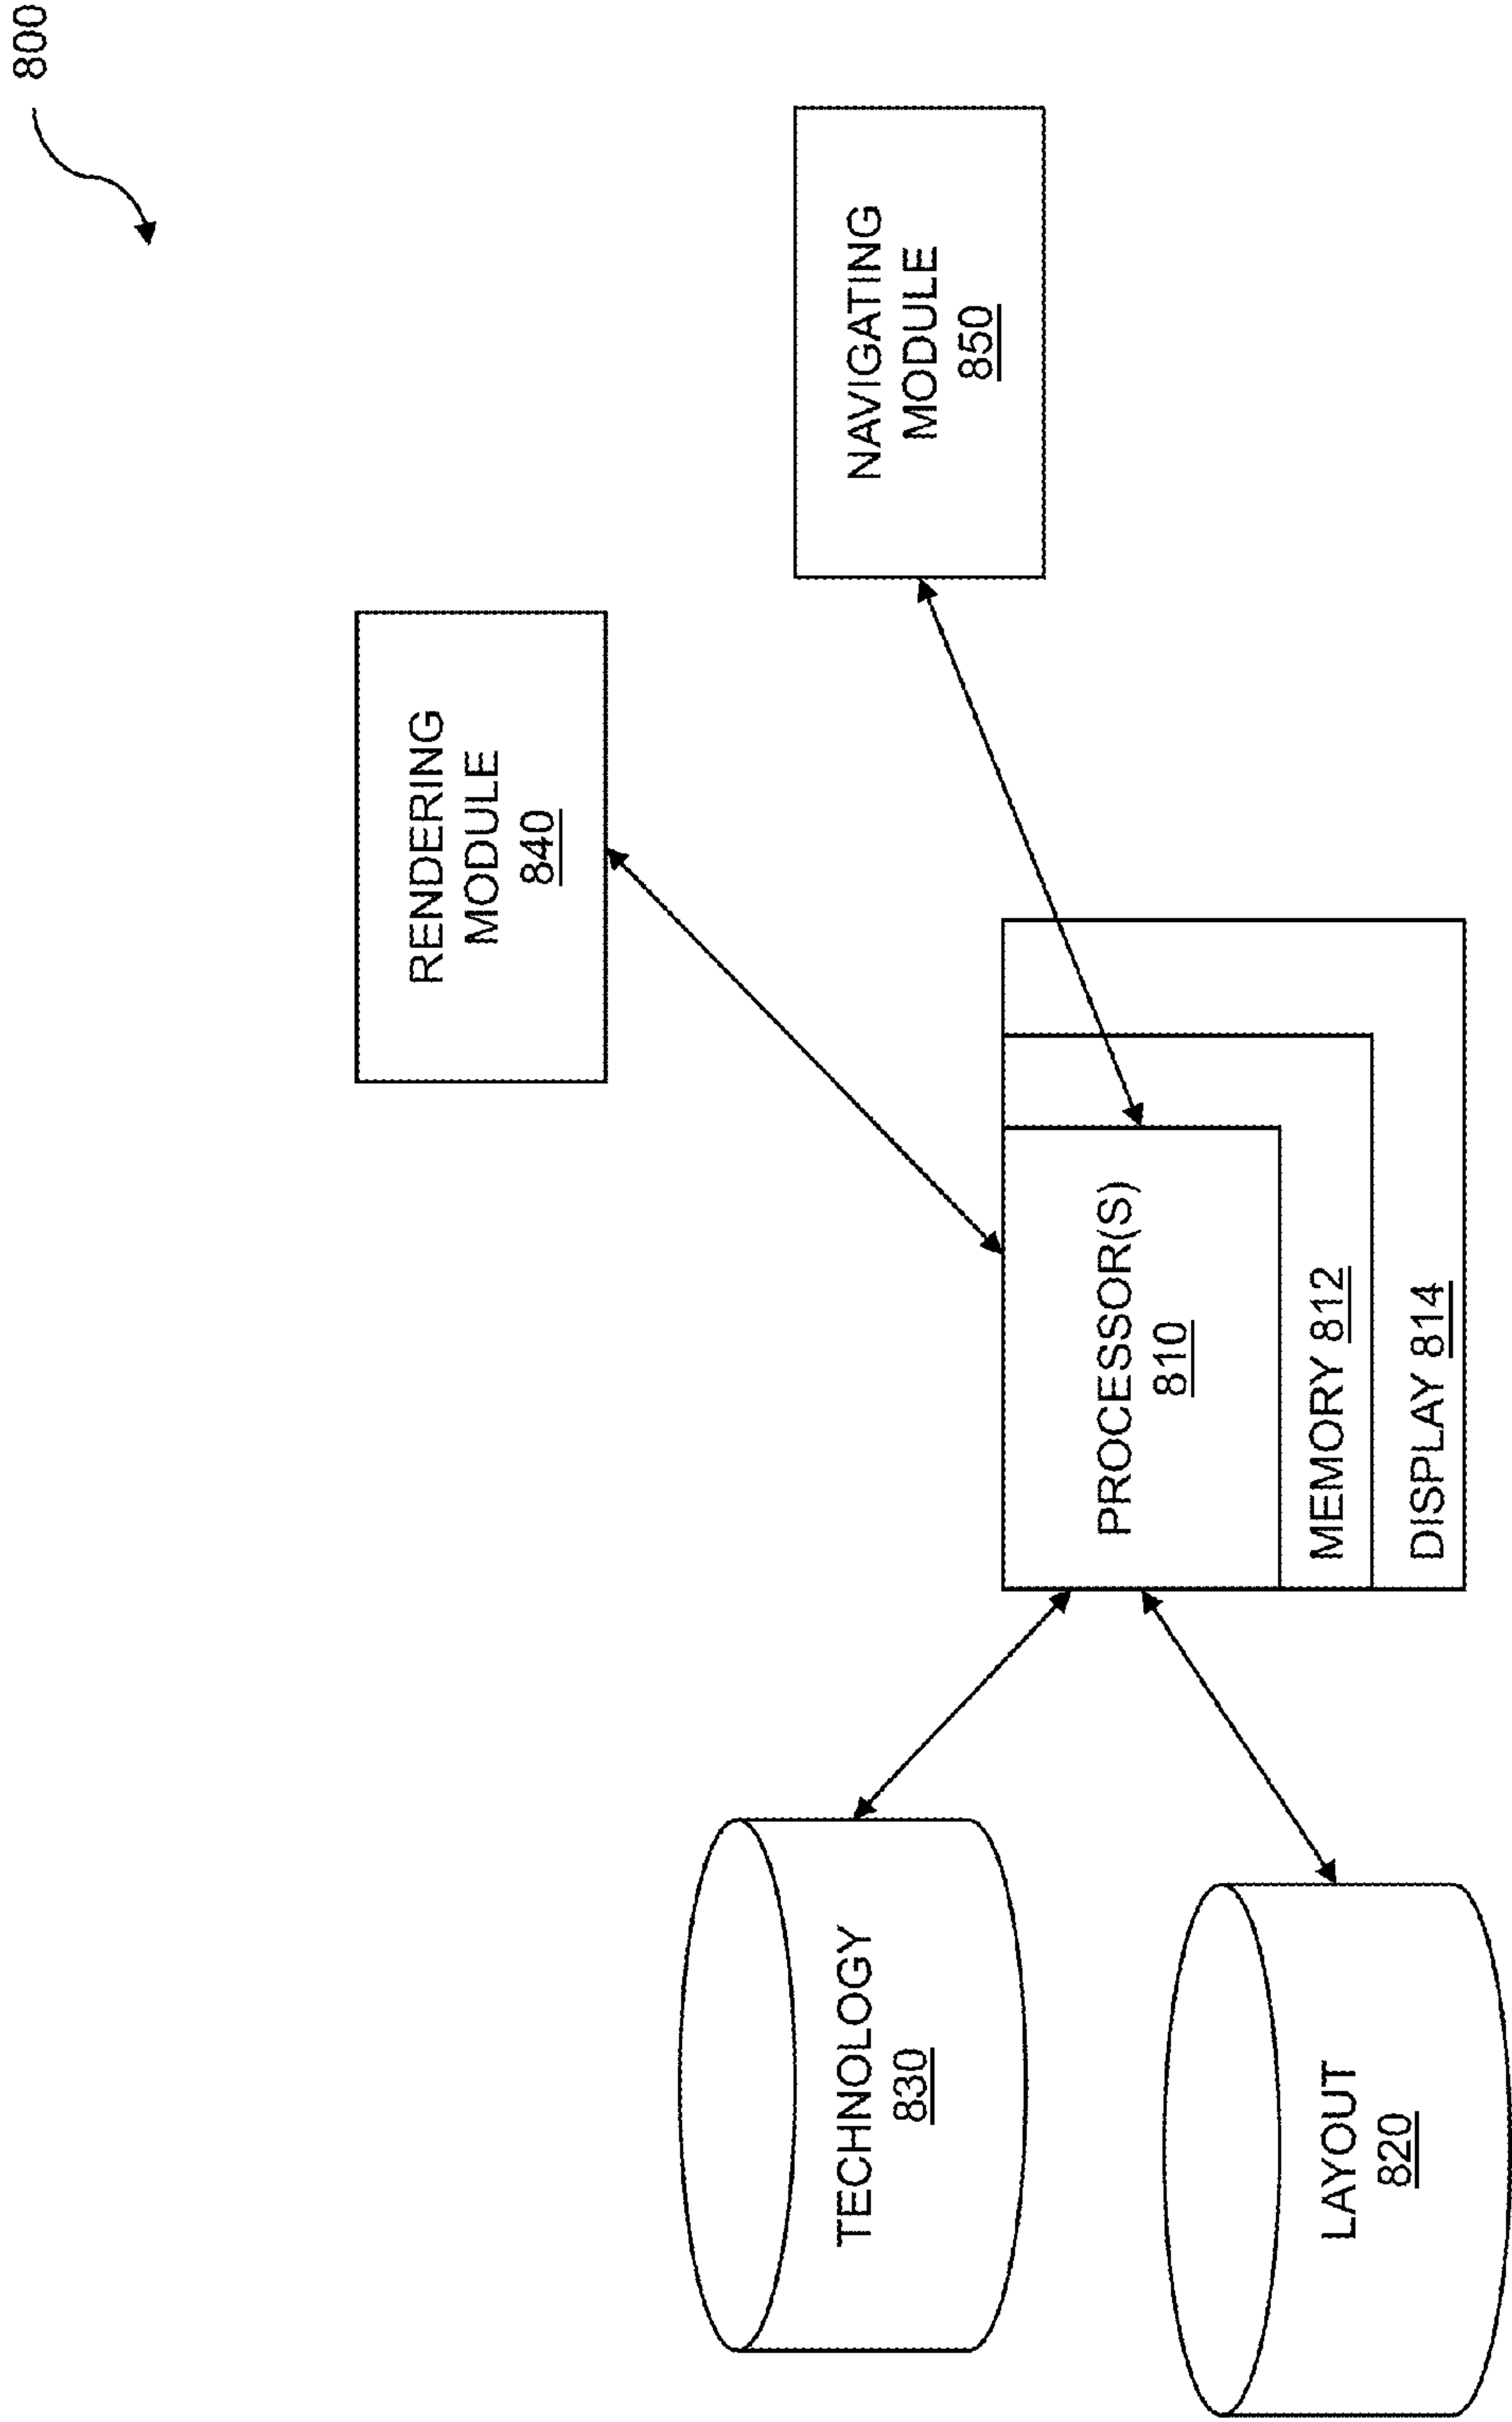 800
RENDERING
MODULE
840
NAVIGATING
MODULE
850
TECHNOLOGY
830
PROCESSOR(S)
810
MEMORY 812
DISPLAY 814
LAYOUT
820